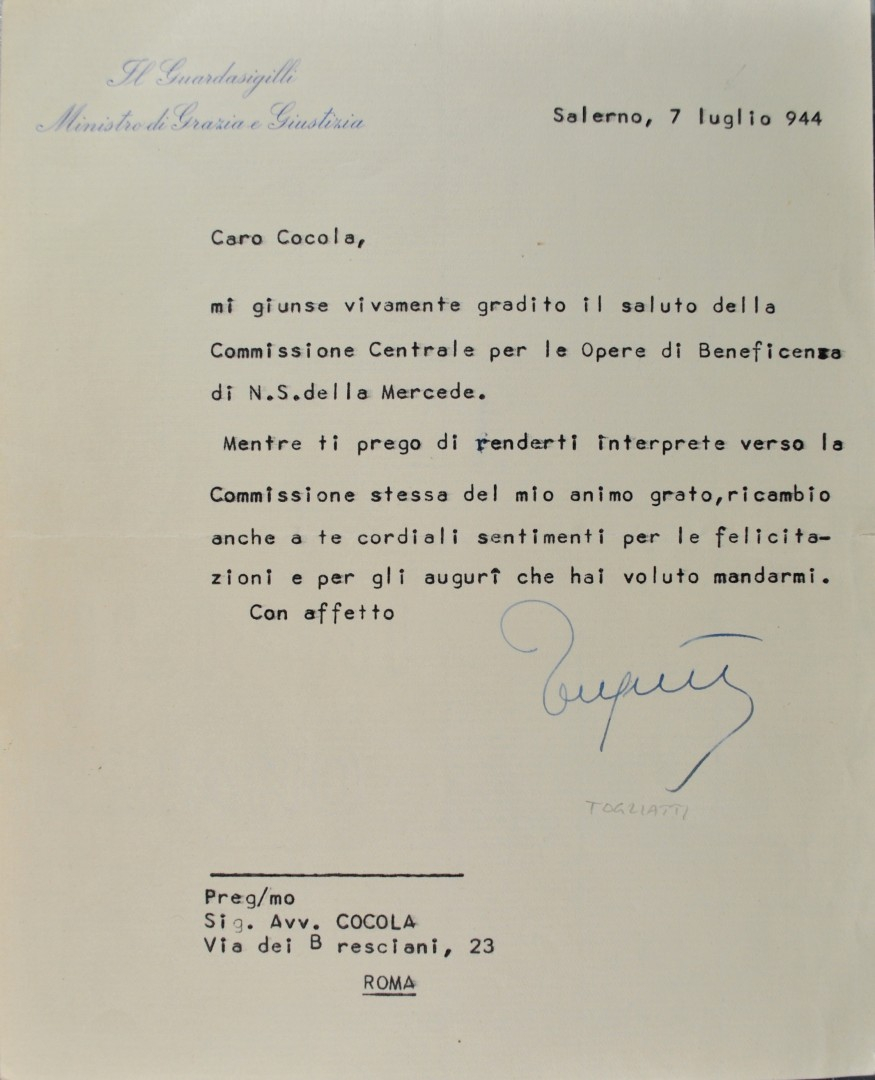 Il Guardasigilli
Ministro di Grazia e Giustizia
Salerno, 7 luglio 944
Caro Cocola,
mi giunse vivamente gradito il saluto della
Commissione Centrale per le Opere di Beneficenza
di N.S.della Mercede.
Mentre ti prego di renderti interprete verso la
Commissione stessa del mio animo grato,ricambio
anche a te cordiali sentimenti per le felicita-
zioni e per gli auguri che hai voluto mandarmi.
Con affetto
TOGLIATTI
Preg/mo
Sig. Avv. COCOLA
Via dei B resciani, 23
ROMA